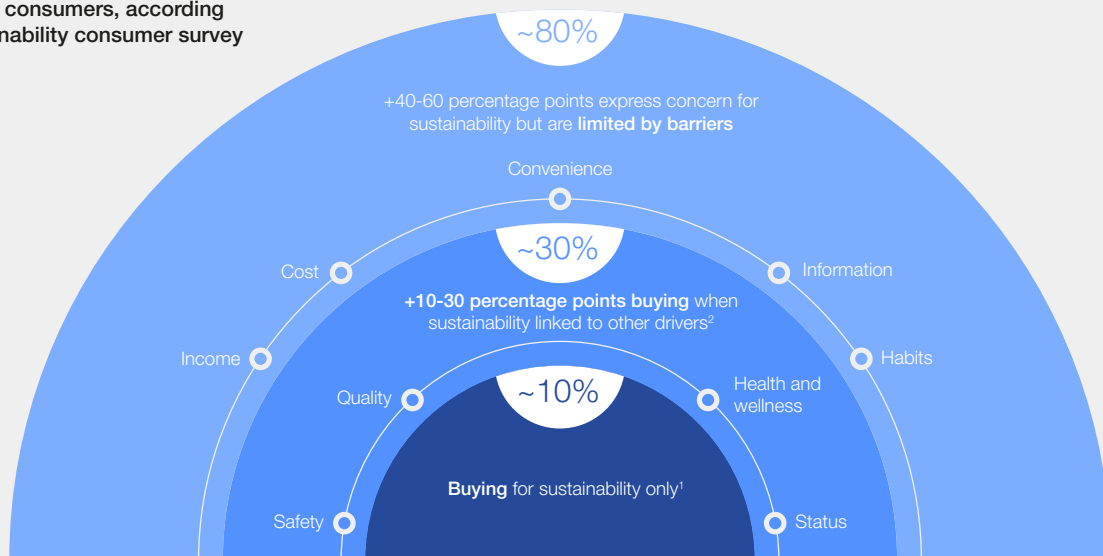 consumers, according
nability consumer survey
~80%
+40-60 percentage points express concern for
sustainability but are limited by barriers
Convenience
Cost
Information
Income
Habits
~30%
+10-30 percentage points buying when
sustainability linked to other drivers²
Quality
Health and
wellness
Safety
Status
~10%
Buying for sustainability only¹